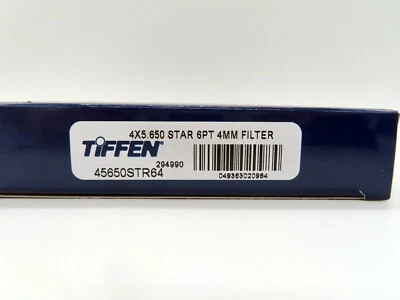 4X5.650 STAR 6PT 4MM FILTER
TIFFEN®
294990
45650STR64
049383020964